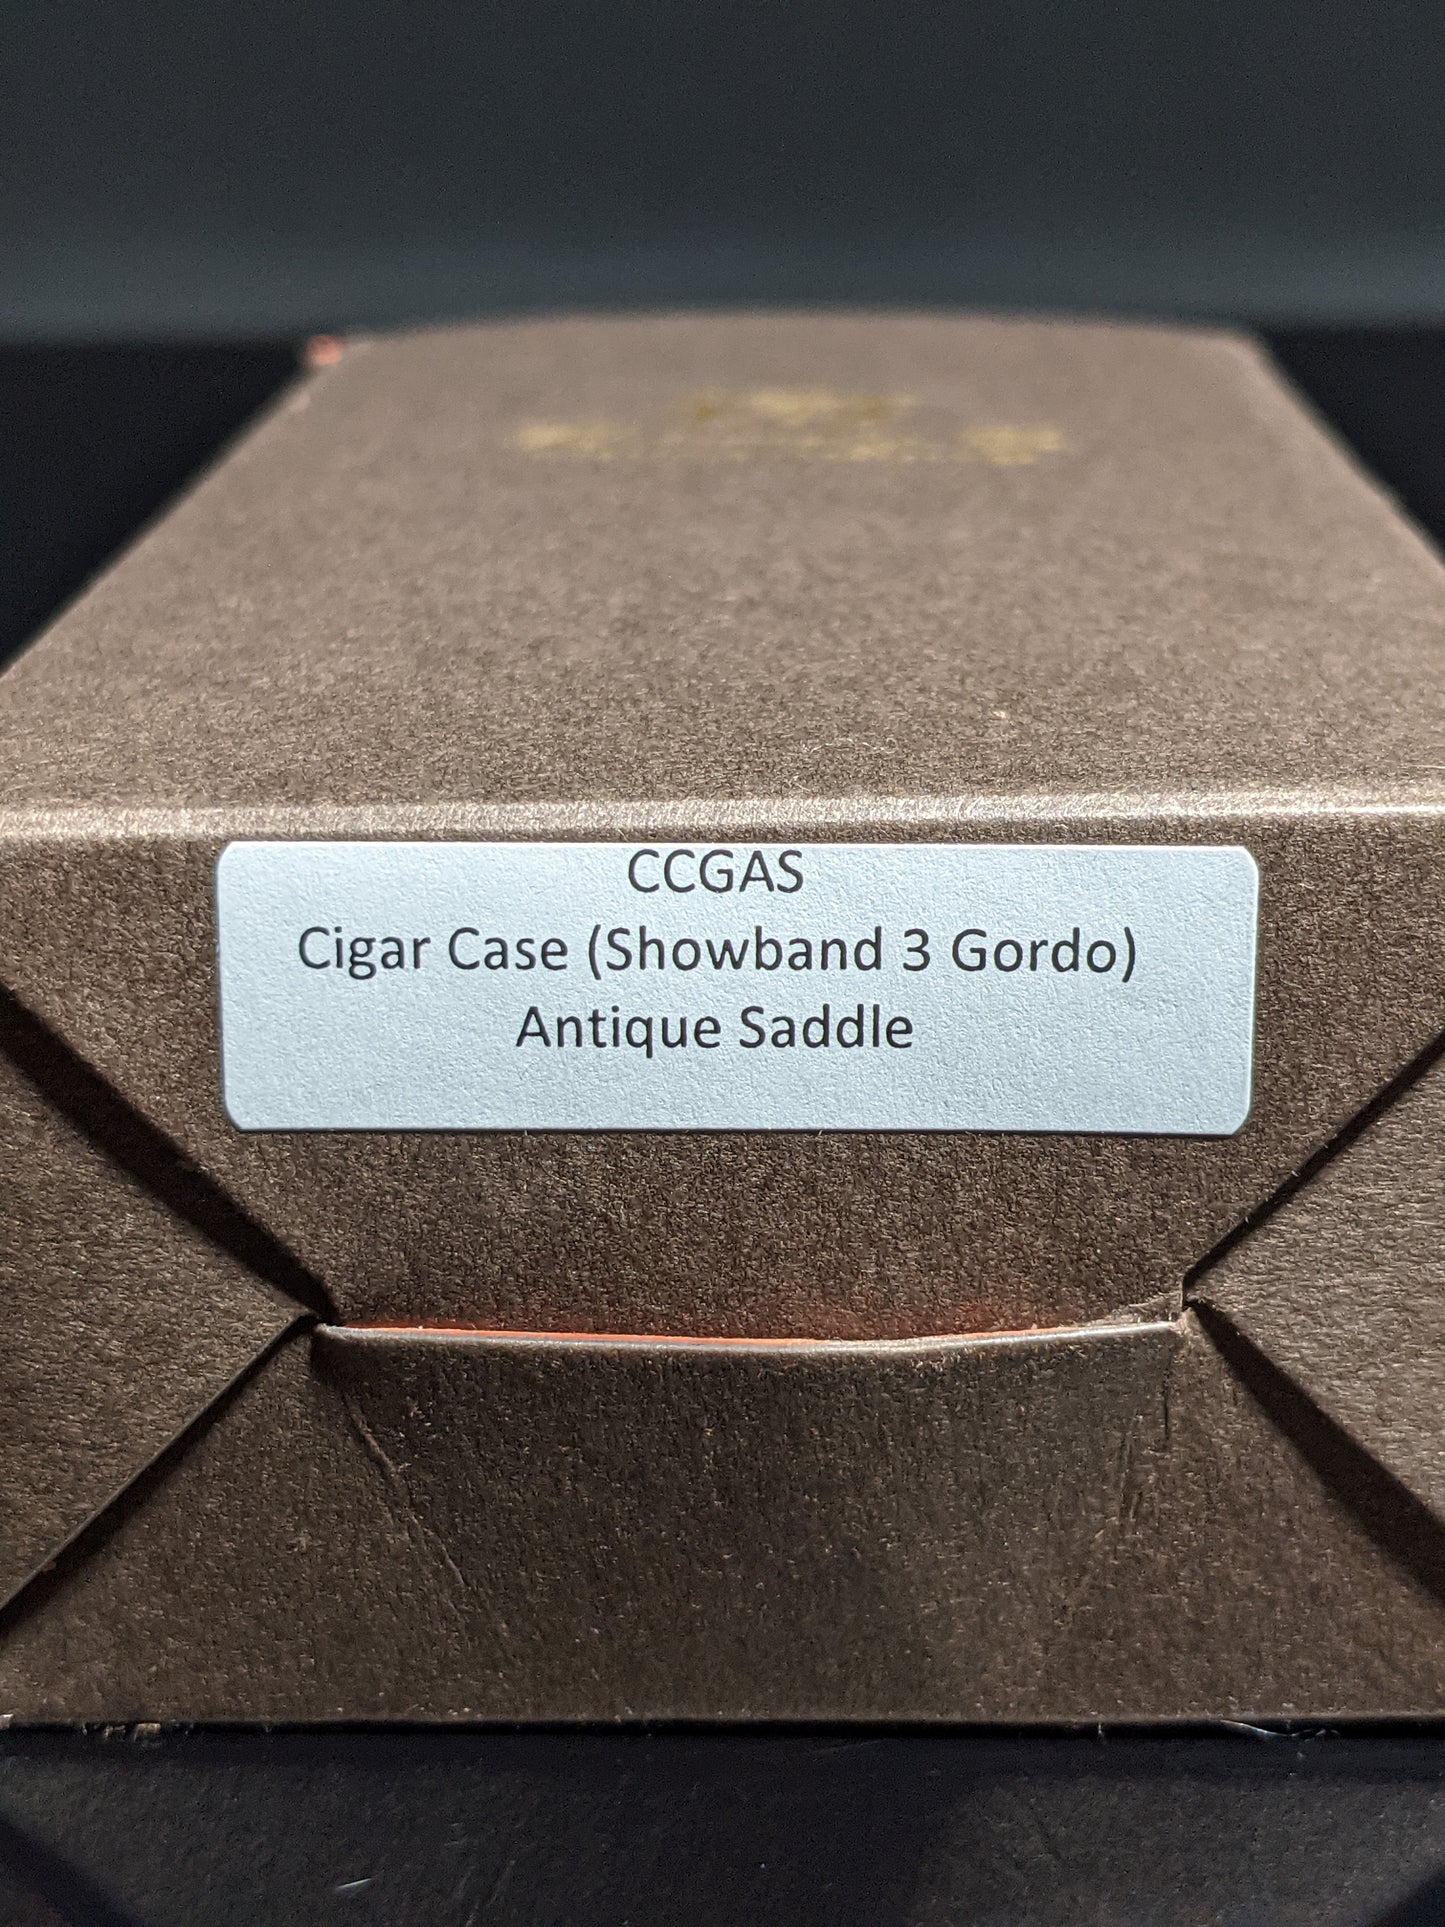 CCGAS
Cigar Case (Showband 3 Gordo)
Antique Saddle